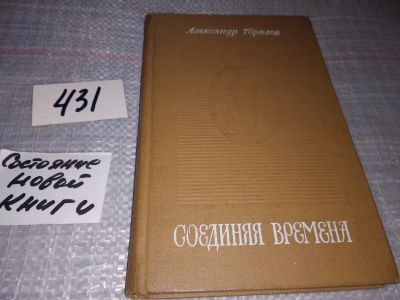 Александр Горелов
431
Состояние
новой
книги
СОЕДИНЯЯ ВРЕМЕНА